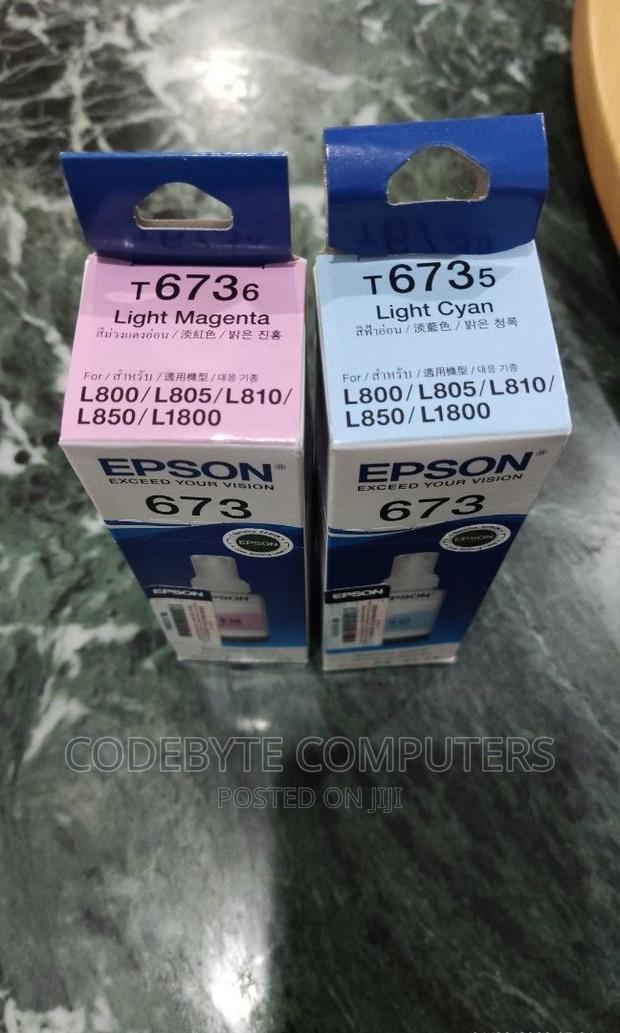 T6736
Light Magenta
สีม่วงแดงอ่อน / 淡紅色 / 밝은 진홍
For / สำหรับ / 適用機型 / 대응 기종
L800 / L805 / L810 /
L850 / L1800
EPSON®
EXCEED YOUR VISION
673
EPSON
EPSON
T6735
Light Cyan
สีฟ้าอ่อน / 淡藍色 / 밝은 청록
For / สำหรับ / 適用機型 / 대응 기종
L800 / L805 / L810 /
L850 / L1800
EPSON®
EXCEED YOUR VISION
673
EPSON
EPSON
CODEBYTE COMPUTERS
POSTED ON JIJI